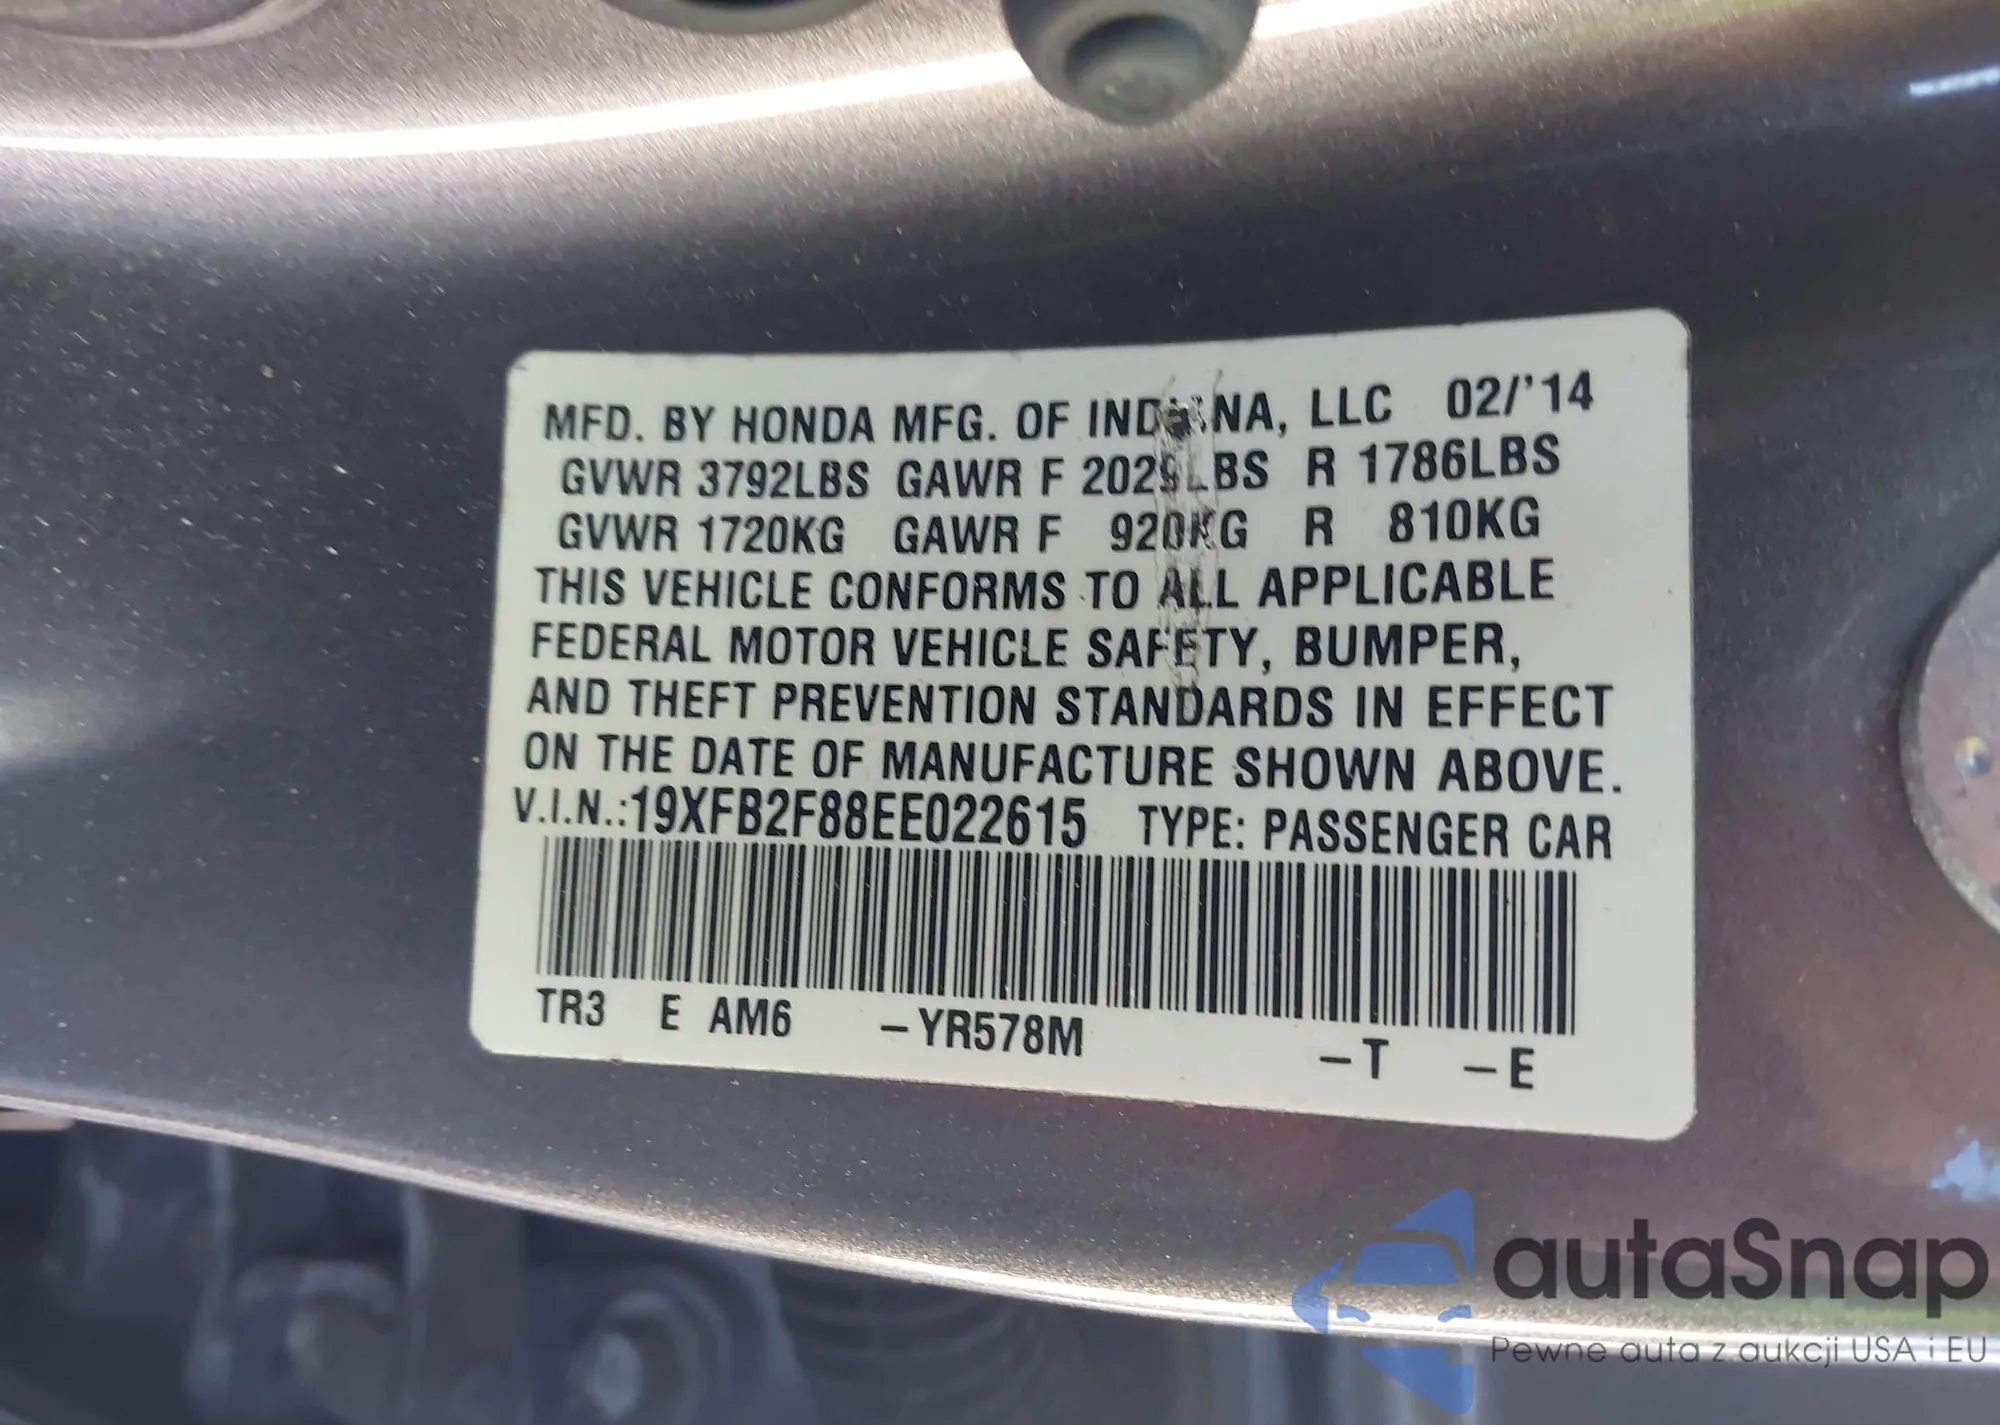 MFD. BY HONDA MFG. OF INDIANA, LLC 02/'14
GVWR 3792LBS GAWR F 2029LBS R 1786LBS
GVWR 1720KG GAWR F 920KG R 810KG
THIS VEHICLE CONFORMS TO ALL APPLICABLE
FEDERAL MOTOR VEHICLE SAFETY, BUMPER,
AND THEFT PREVENTION STANDARDS IN EFFECT
ON THE DATE OF MANUFACTURE SHOWN ABOVE.
V.I.N.:19XFB2F88EE022615 TYPE: PASSENGER CAR
TR3 E AM6 –YR578M –T –E
autaSnap
Pewne auta z aukcji USA i EU